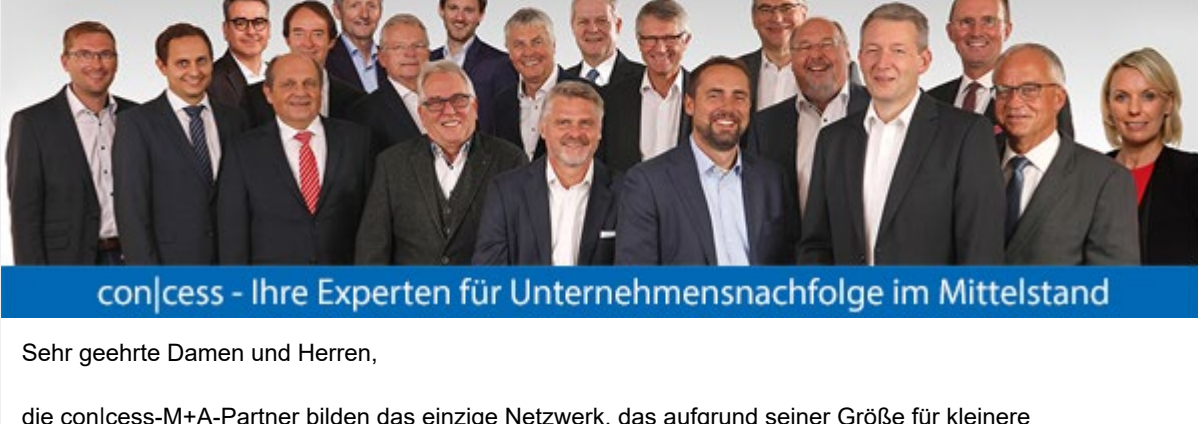 con|cess - Ihre Experten für Unternehmensnachfolge im Mittelstand
Sehr geehrte Damen und Herren,
die con|cess-M+A-Partner bilden das einzige Netzwerk, das aufgrund seiner Größe für kleinere